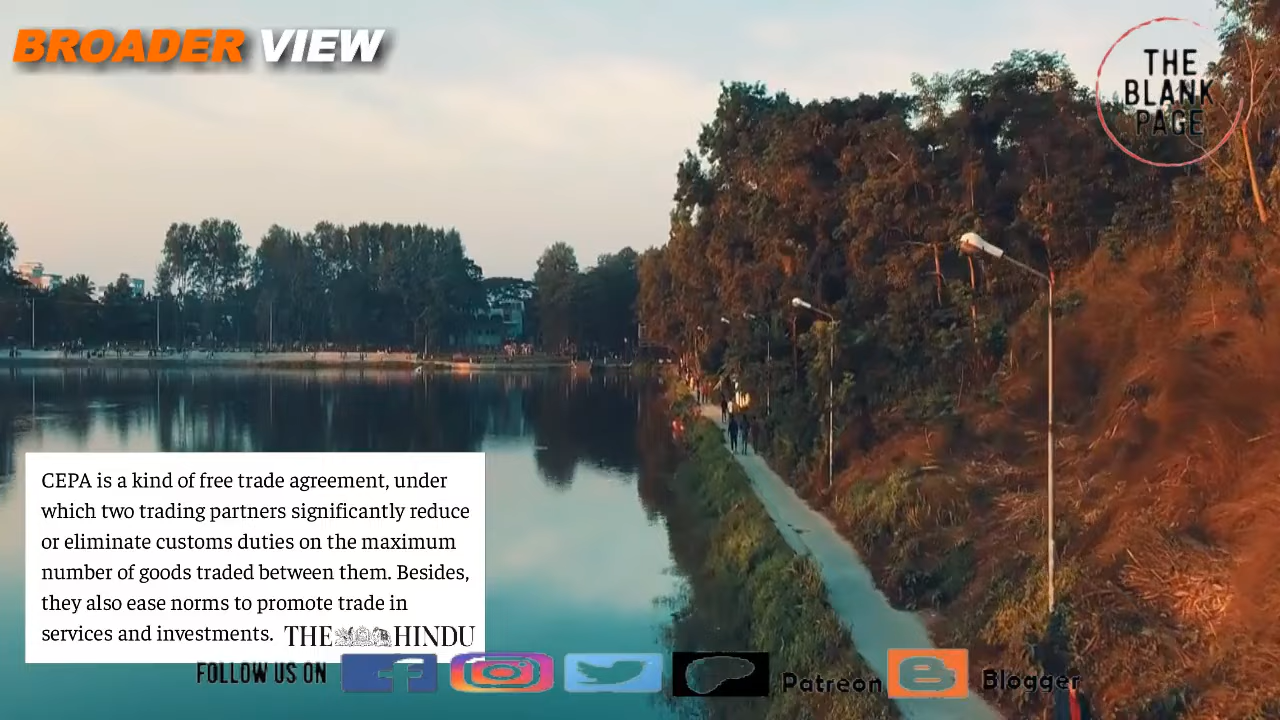 BROADER VIEW
THE
BLANK
PAGE
CEPA is a kind of free trade agreement, under
which two trading partners significantly reduce
or eliminate customs duties on the maximum
number of goods traded between them. Besides,
they also ease norms to promote trade in
services and investments. THE HINDU
FOLLOW US ON Patreon Blogger